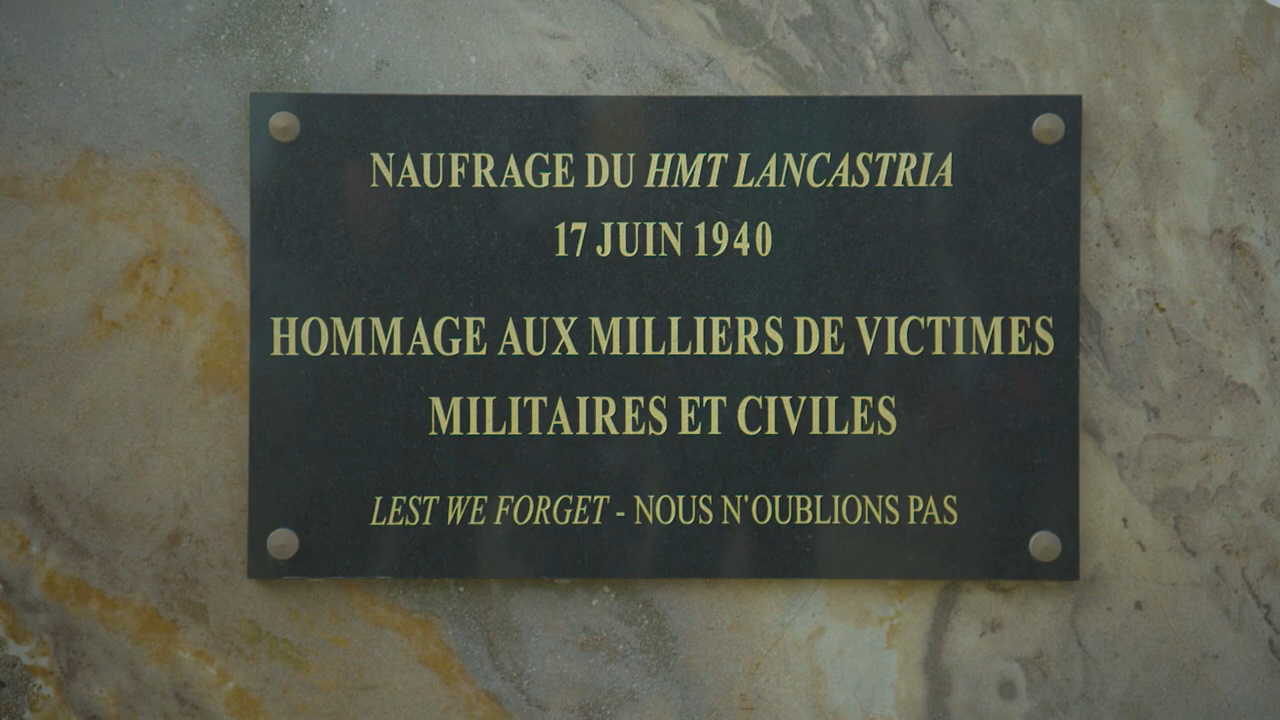 NAUFRAGE DU HMT LANCASTRIA
17 JUIN 1940
HOMMAGE AUX MILLIERS DE VICTIMES
MILITAIRES ET CIVILES
LEST WE FORGET - NOUS N'OUBLIONS PAS